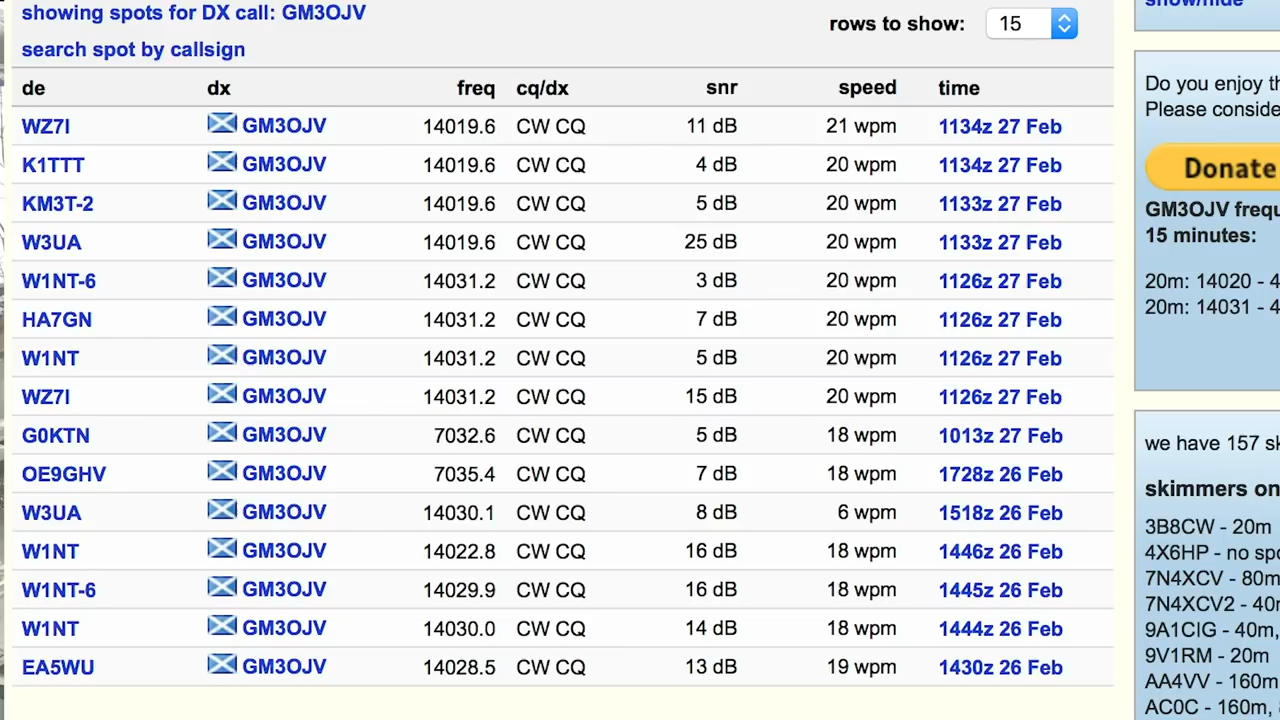 showing spots for DX call: GM3OJV
rows to show: 15
search spot by callsign
de dx freq cq/dx snr speed time
WZ7I GM3OJV 14019.6 CW CQ 11 dB 21 wpm 1134z 27 Feb
K1TTT GM3OJV 14019.6 CW CQ 4 dB 20 wpm 1134z 27 Feb
KM3T-2 GM3OJV 14019.6 CW CQ 5 dB 20 wpm 1133z 27 Feb
W3UA GM3OJV 14019.6 CW CQ 25 dB 20 wpm 1133z 27 Feb
W1NT-6 GM3OJV 14031.2 CW CQ 3 dB 20 wpm 1126z 27 Feb
HA7GN GM3OJV 14031.2 CW CQ 7 dB 20 wpm 1126z 27 Feb
W1NT GM3OJV 14031.2 CW CQ 5 dB 20 wpm 1126z 27 Feb
WZ7I GM3OJV 14031.2 CW CQ 15 dB 20 wpm 1126z 27 Feb
G0KTN GM3OJV 7032.6 CW CQ 5 dB 18 wpm 1013z 27 Feb
OE9GHV GM3OJV 7035.4 CW CQ 7 dB 18 wpm 1728z 26 Feb
W3UA GM3OJV 14030.1 CW CQ 8 dB 6 wpm 1518z 26 Feb
W1NT GM3OJV 14022.8 CW CQ 16 dB 18 wpm 1446z 26 Feb
W1NT-6 GM3OJV 14029.9 CW CQ 16 dB 18 wpm 1445z 26 Feb
W1NT GM3OJV 14030.0 CW CQ 14 dB 18 wpm 1444z 26 Feb
EA5WU GM3OJV 14028.5 CW CQ 13 dB 19 wpm 1430z 26 Feb
show/hide
Do you enjoy
Please
Donate
GM3OJV
15 minutes:
20m: 14020 - 4
20m: 14031 - 4
we have 157
skimmers
3B8CW - 20m
4X6HP - no
7N4XCV - 80m
7N4XCV2 -
9A1CIG - 40m,
9V1RM - 20m
AA4VV - 160m
AC0C - 160m,